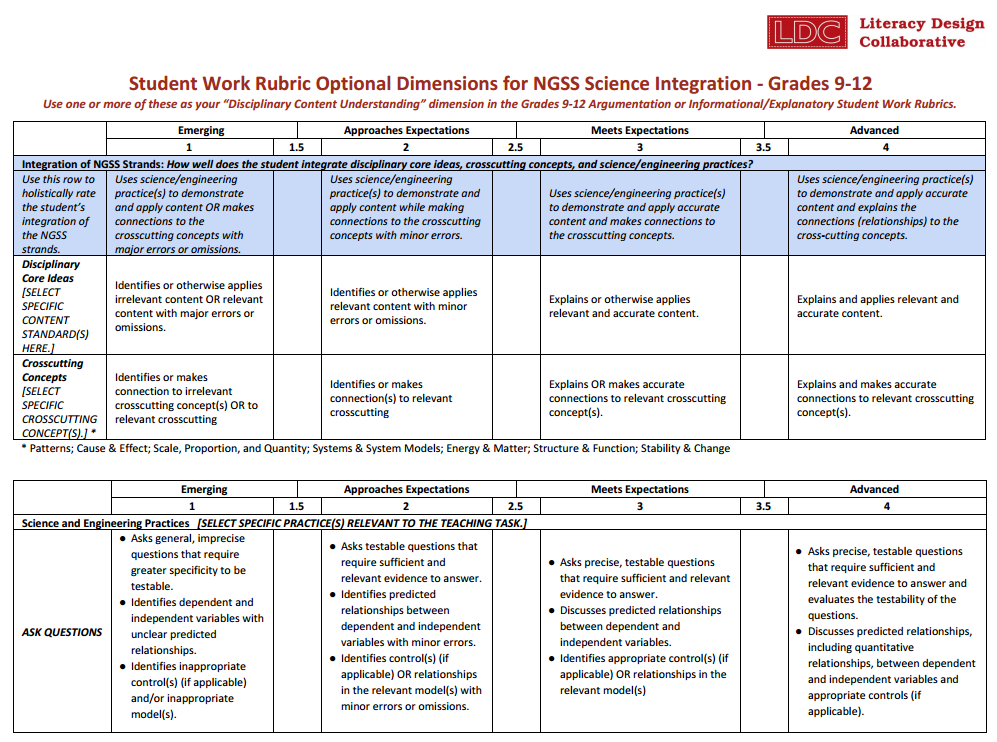 LDC
Literacy Design
Collaborative
Student Work Rubric Optional Dimensions for NGSS Science Integration - Grades 9-12
Use one or more of these as your “Disciplinary Content Understanding” dimension in the Grades 9-12 Argumentation or Informational/Explanatory Student Work Rubrics.
Emerging Approaches Expectations Meets Expectations Advanced
1 1.5 2 2.5 3 3.5 4
Integration of NGSS Strands: How well does the student integrate disciplinary core ideas, crosscutting concepts, and science/engineering practices?
Use this row to
holistically rate
the student’s
integration of
the NGSS
strands.
Uses science/engineering
practice(s) to demonstrate
and apply content OR makes
connections to the
crosscutting concepts with
major errors or omissions.
Uses science/engineering
practice(s) to demonstrate and
apply content while making
connections to the crosscutting
concepts with minor errors.
Uses science/engineering practice(s)
to demonstrate and apply accurate
content and makes connections to
the crosscutting concepts.
Uses science/engineering practice(s)
to demonstrate and apply accurate
content and explains the
connections (relationships) to the
cross-cutting concepts.
Disciplinary
Core Ideas
[SELECT
SPECIFIC
CONTENT
STANDARD(S)
HERE.]
Identifies or otherwise applies
irrelevant content OR relevant
content with major errors or
omissions.
Identifies or otherwise applies
relevant content with minor
errors or omissions.
Explains or otherwise applies
relevant and accurate content.
Explains and applies relevant and
accurate content.
Crosscutting
Concepts
[SELECT
SPECIFIC
CROSSCUTTING
CONCEPT(S).] *
Identifies or makes
connection to irrelevant
crosscutting concept(s) OR to
relevant crosscutting
Identifies or makes
connection(s) to relevant
crosscutting
Explains OR makes accurate
connections to relevant crosscutting
concept(s).
Explains and makes accurate
connections to relevant crosscutting
concept(s).
* Patterns; Cause & Effect; Scale, Proportion, and Quantity; Systems & System Models; Energy & Matter; Structure & Function; Stability & Change
Emerging Approaches Expectations Meets Expectations Advanced
1 1.5 2 2.5 3 3.5 4
Science and Engineering Practices [SELECT SPECIFIC PRACTICE(S) RELEVANT TO THE TEACHING TASK.]
ASK QUESTIONS
● Asks general, imprecise
questions that require
greater specificity to be
testable.
● Identifies dependent and
independent variables with
unclear predicted
relationships.
● Identifies inappropriate
control(s) (if applicable)
and/or inappropriate
model(s).
● Asks testable questions that
require sufficient and
relevant evidence to answer.
● Identifies predicted
relationships between
dependent and independent
variables with minor errors.
● Identifies control(s) (if
applicable) OR relationships
in the relevant model(s) with
minor errors or omissions.
● Asks precise, testable questions
that require sufficient and relevant
evidence to answer.
● Discusses predicted relationships
between dependent and
independent variables.
● Identifies appropriate control(s) (if
applicable) OR relationships in the
relevant model(s)
● Asks precise, testable questions
that require sufficient and
relevant evidence to answer and
evaluates the testability of the
questions.
● Discusses predicted relationships,
including quantitative
relationships, between dependent
and independent variables and
appropriate controls (if
applicable).